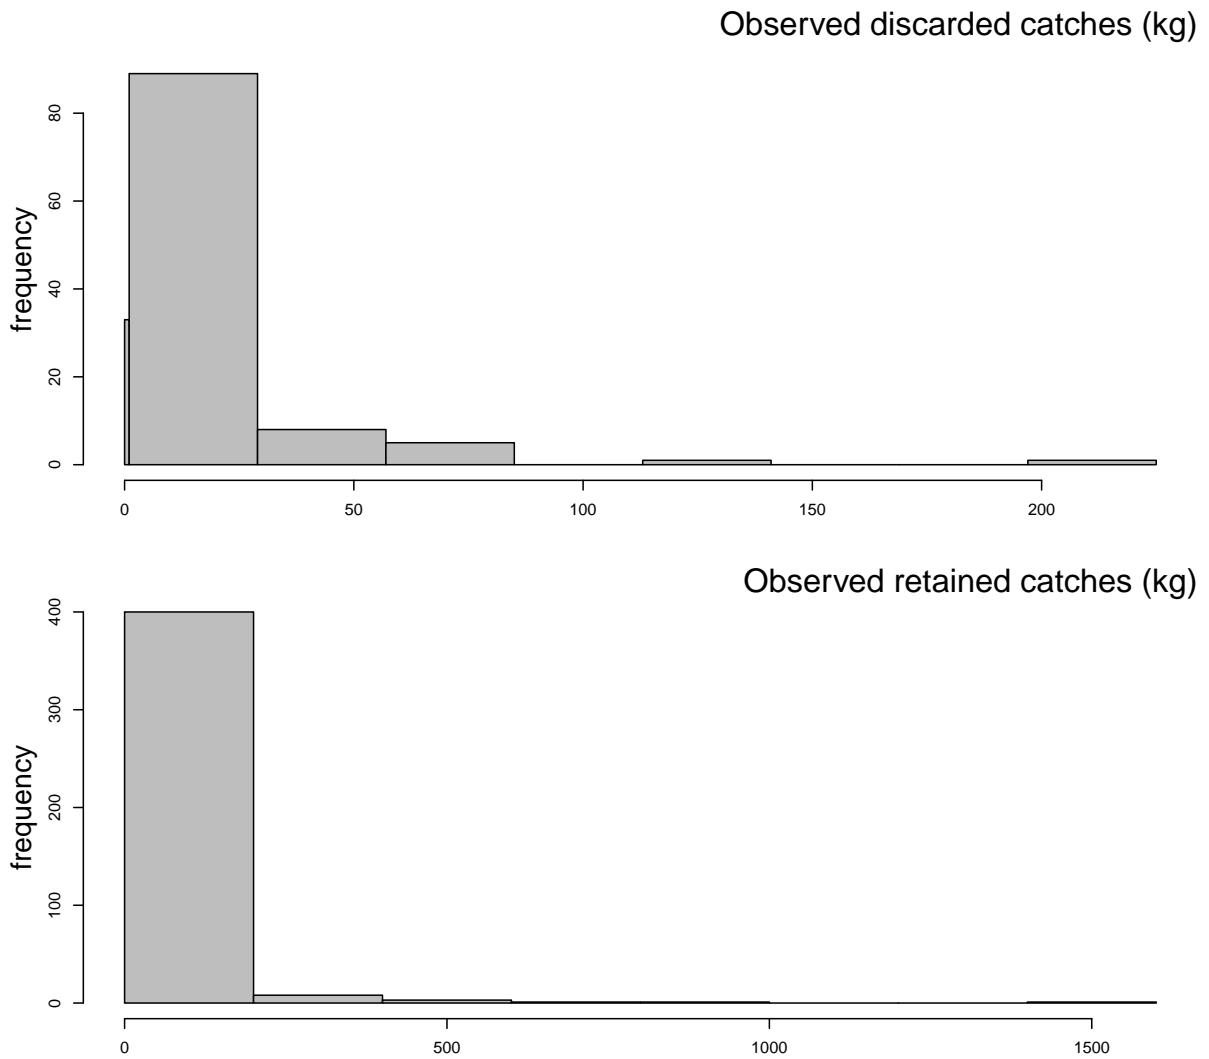 Observed discarded catches (kg)
frequency
80
60
40
20
0
0 50 100 150 200
Observed retained catches (kg)
frequency
400
300
200
100
0
0 500 1000 1500